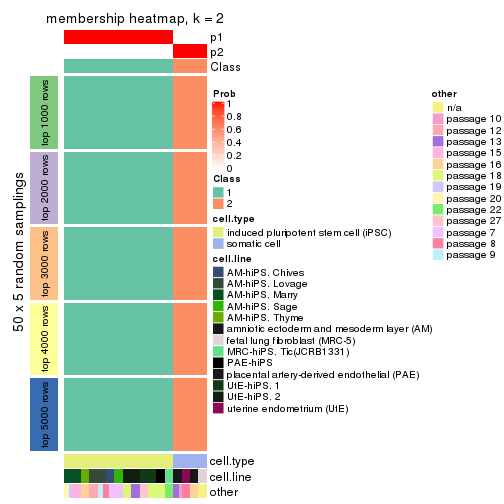 membership heatmap, k = 2
p1
p2
Class
50 x 5 random samplings
top 1000 rows
top 2000 rows
top 3000 rows
top 4000 rows
top 5000 rows
cell.type
cell.line
other
Prob
1
0.8
0.6
0.4
0.2
0
Class
1
2
cell.type
induced pluripotent stem cell (iPSC)
somatic cell
cell.line
AM-hiPS. Chives
AM-hiPS. Lovage
AM-hiPS. Marry
AM-hiPS. Sage
AM-hiPS. Thyme
amniotic ectoderm and mesoderm layer (AM)
fetal lung fibroblast (MRC-5)
MRC-hiPS. Tic(JCRB1331)
PAE-hiPS
placental artery-derived endothelial (PAE)
UtE-hiPS. 1
UtE-hiPS. 2
uterine endometrium (UtE)
other
n/a
passage 10
passage 12
passage 13
passage 15
passage 16
passage 18
passage 19
passage 20
passage 22
passage 27
passage 7
passage 8
passage 9